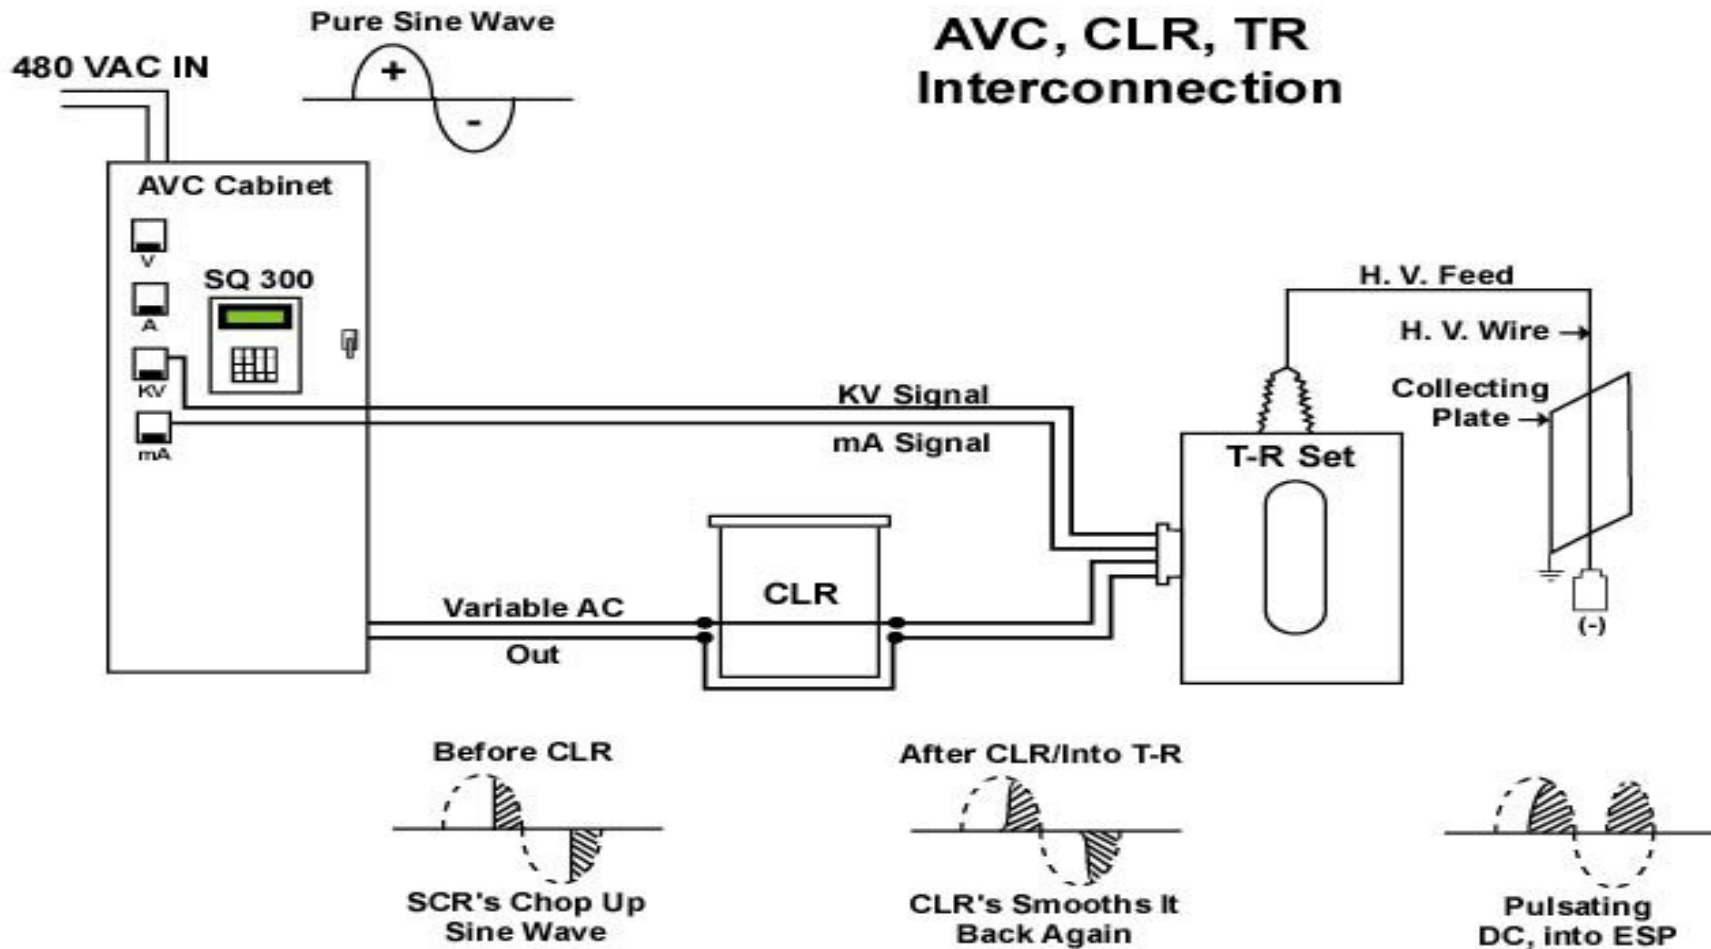 Pure Sine Wave
AVC, CLR, TR
Interconnection
480 VAC IN
+
-
AVC Cabinet
V
SQ 300
A
KV
mA
H. V. Feed
H. V. Wire
Collecting
Plate
KV Signal
mA Signal
T-R Set
CLR
Variable AC
Out
(-)
Before CLR
SCR's Chop Up
Sine Wave
After CLR/Into T-R
CLR's Smooths It
Back Again
Pulsating
DC, into ESP